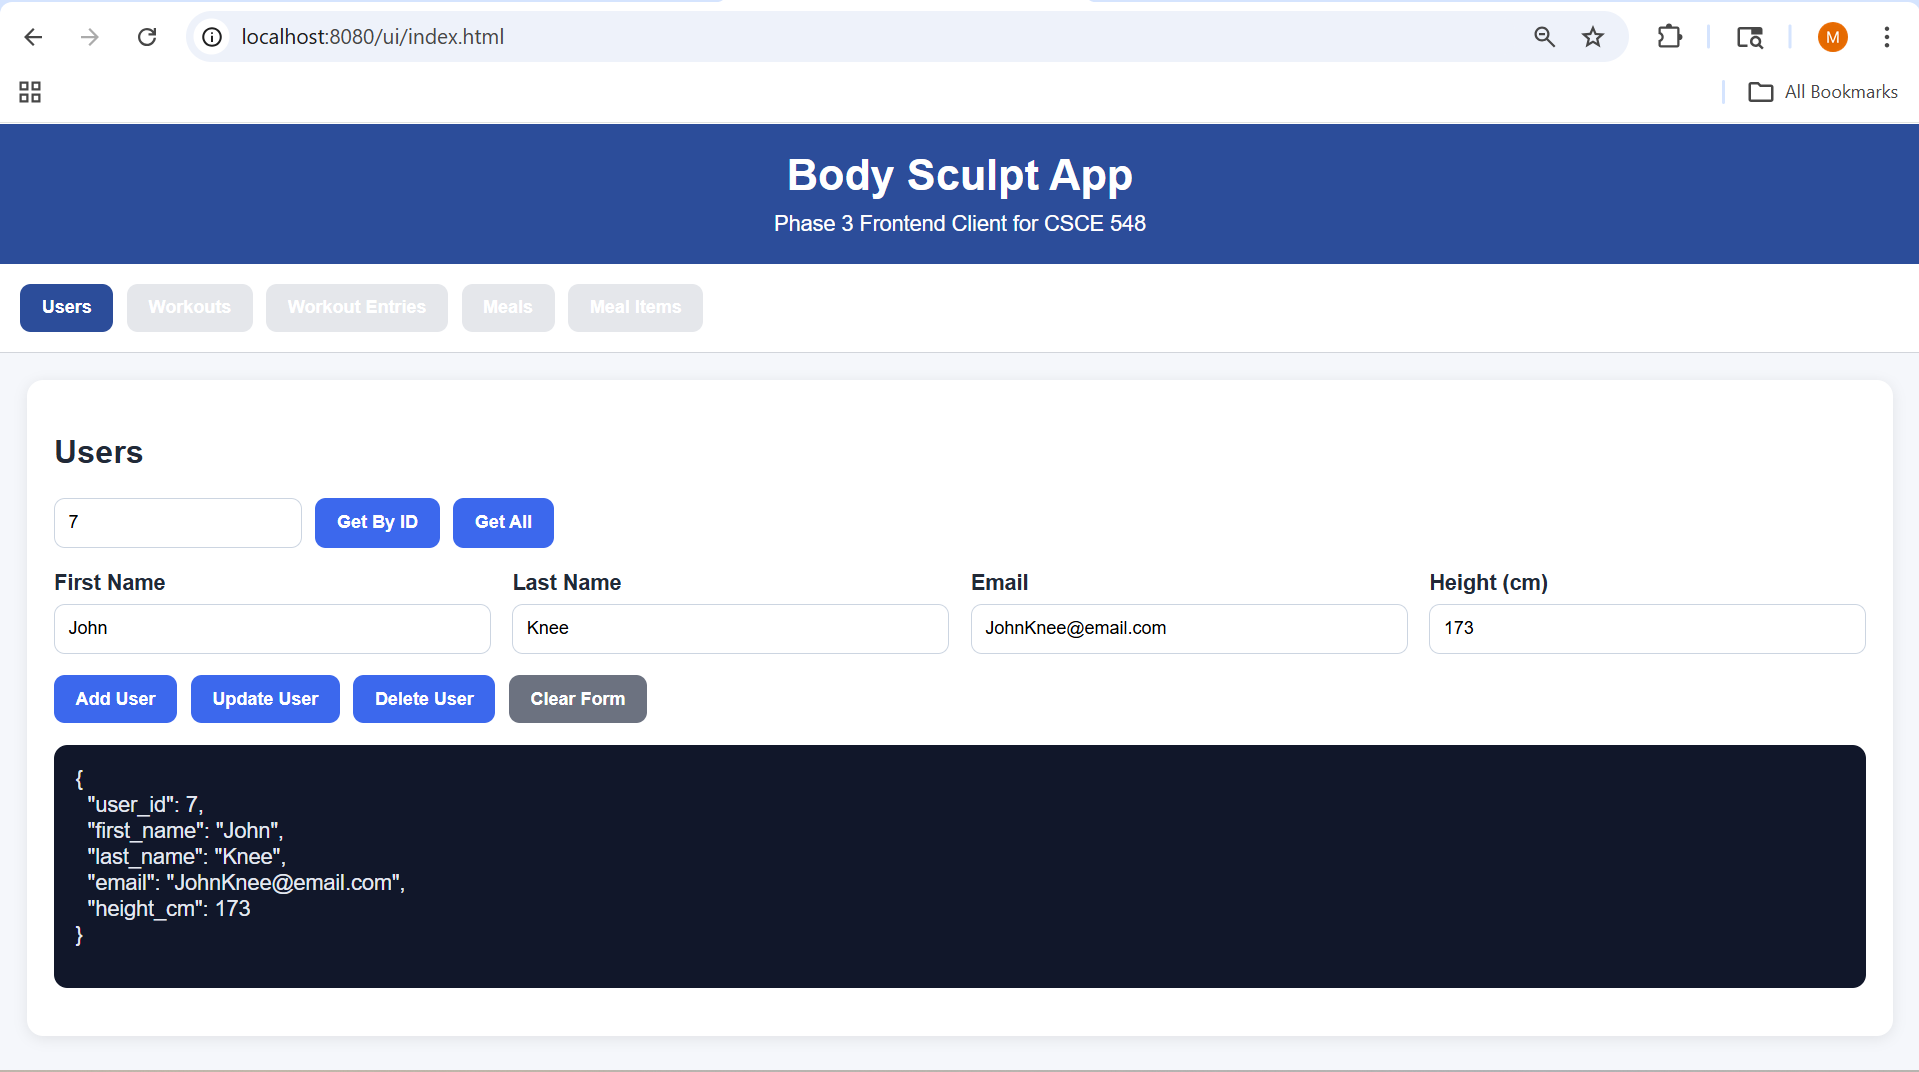 localhost:8080/ui/index.html
M
All Bookmarks
Body Sculpt App
Phase 3 Frontend Client for CSCE 548
Users Workouts Workout Entries Meals Meal Items
Users
7 Get By ID Get All
First Name Last Name Email Height (cm)
John Knee JohnKnee@email.com 173
Add User Update User Delete User Clear Form
{
"user_id": 7,
"first_name": "John",
"last_name": "Knee",
"email": "JohnKnee@email.com",
"height_cm": 173
}